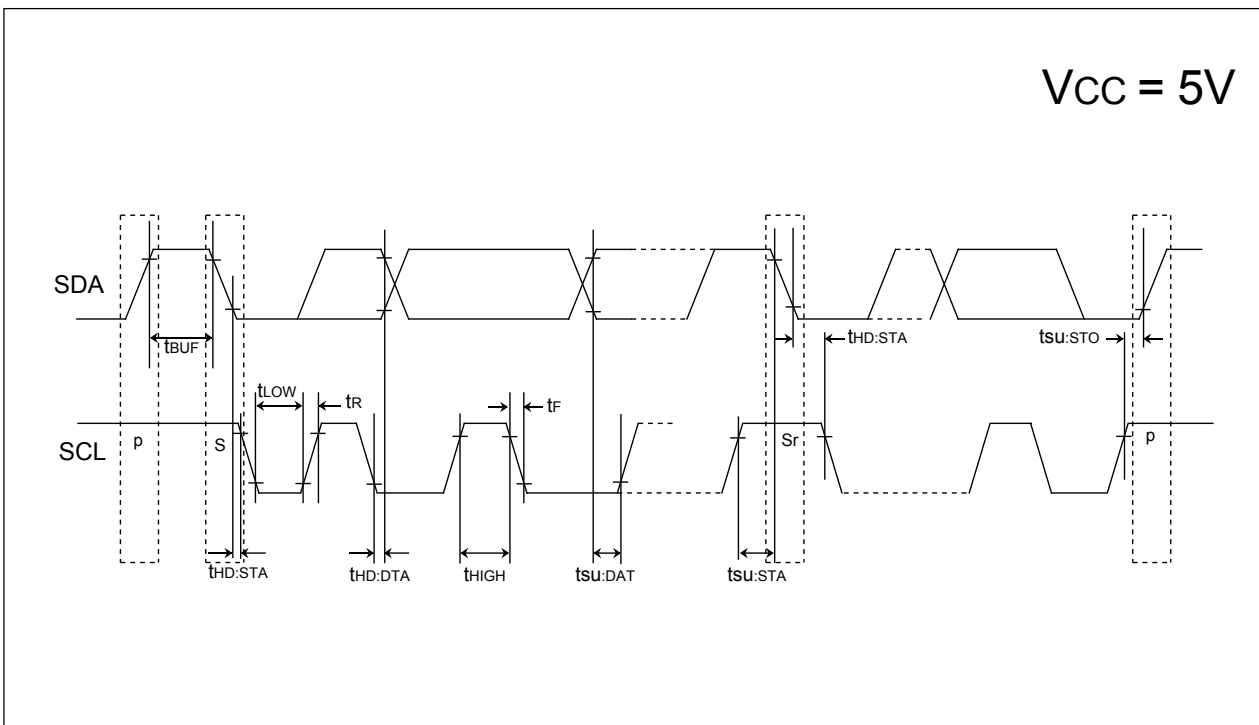 VCC = 5V
SDA
tBUF
tHD:STA
tsu:STO
tLOW
tR
tF
SCL
p
S
Sr
p
tHD:STA
tHD:DTA
tHIGH
tsu:DAT
tsu:STA